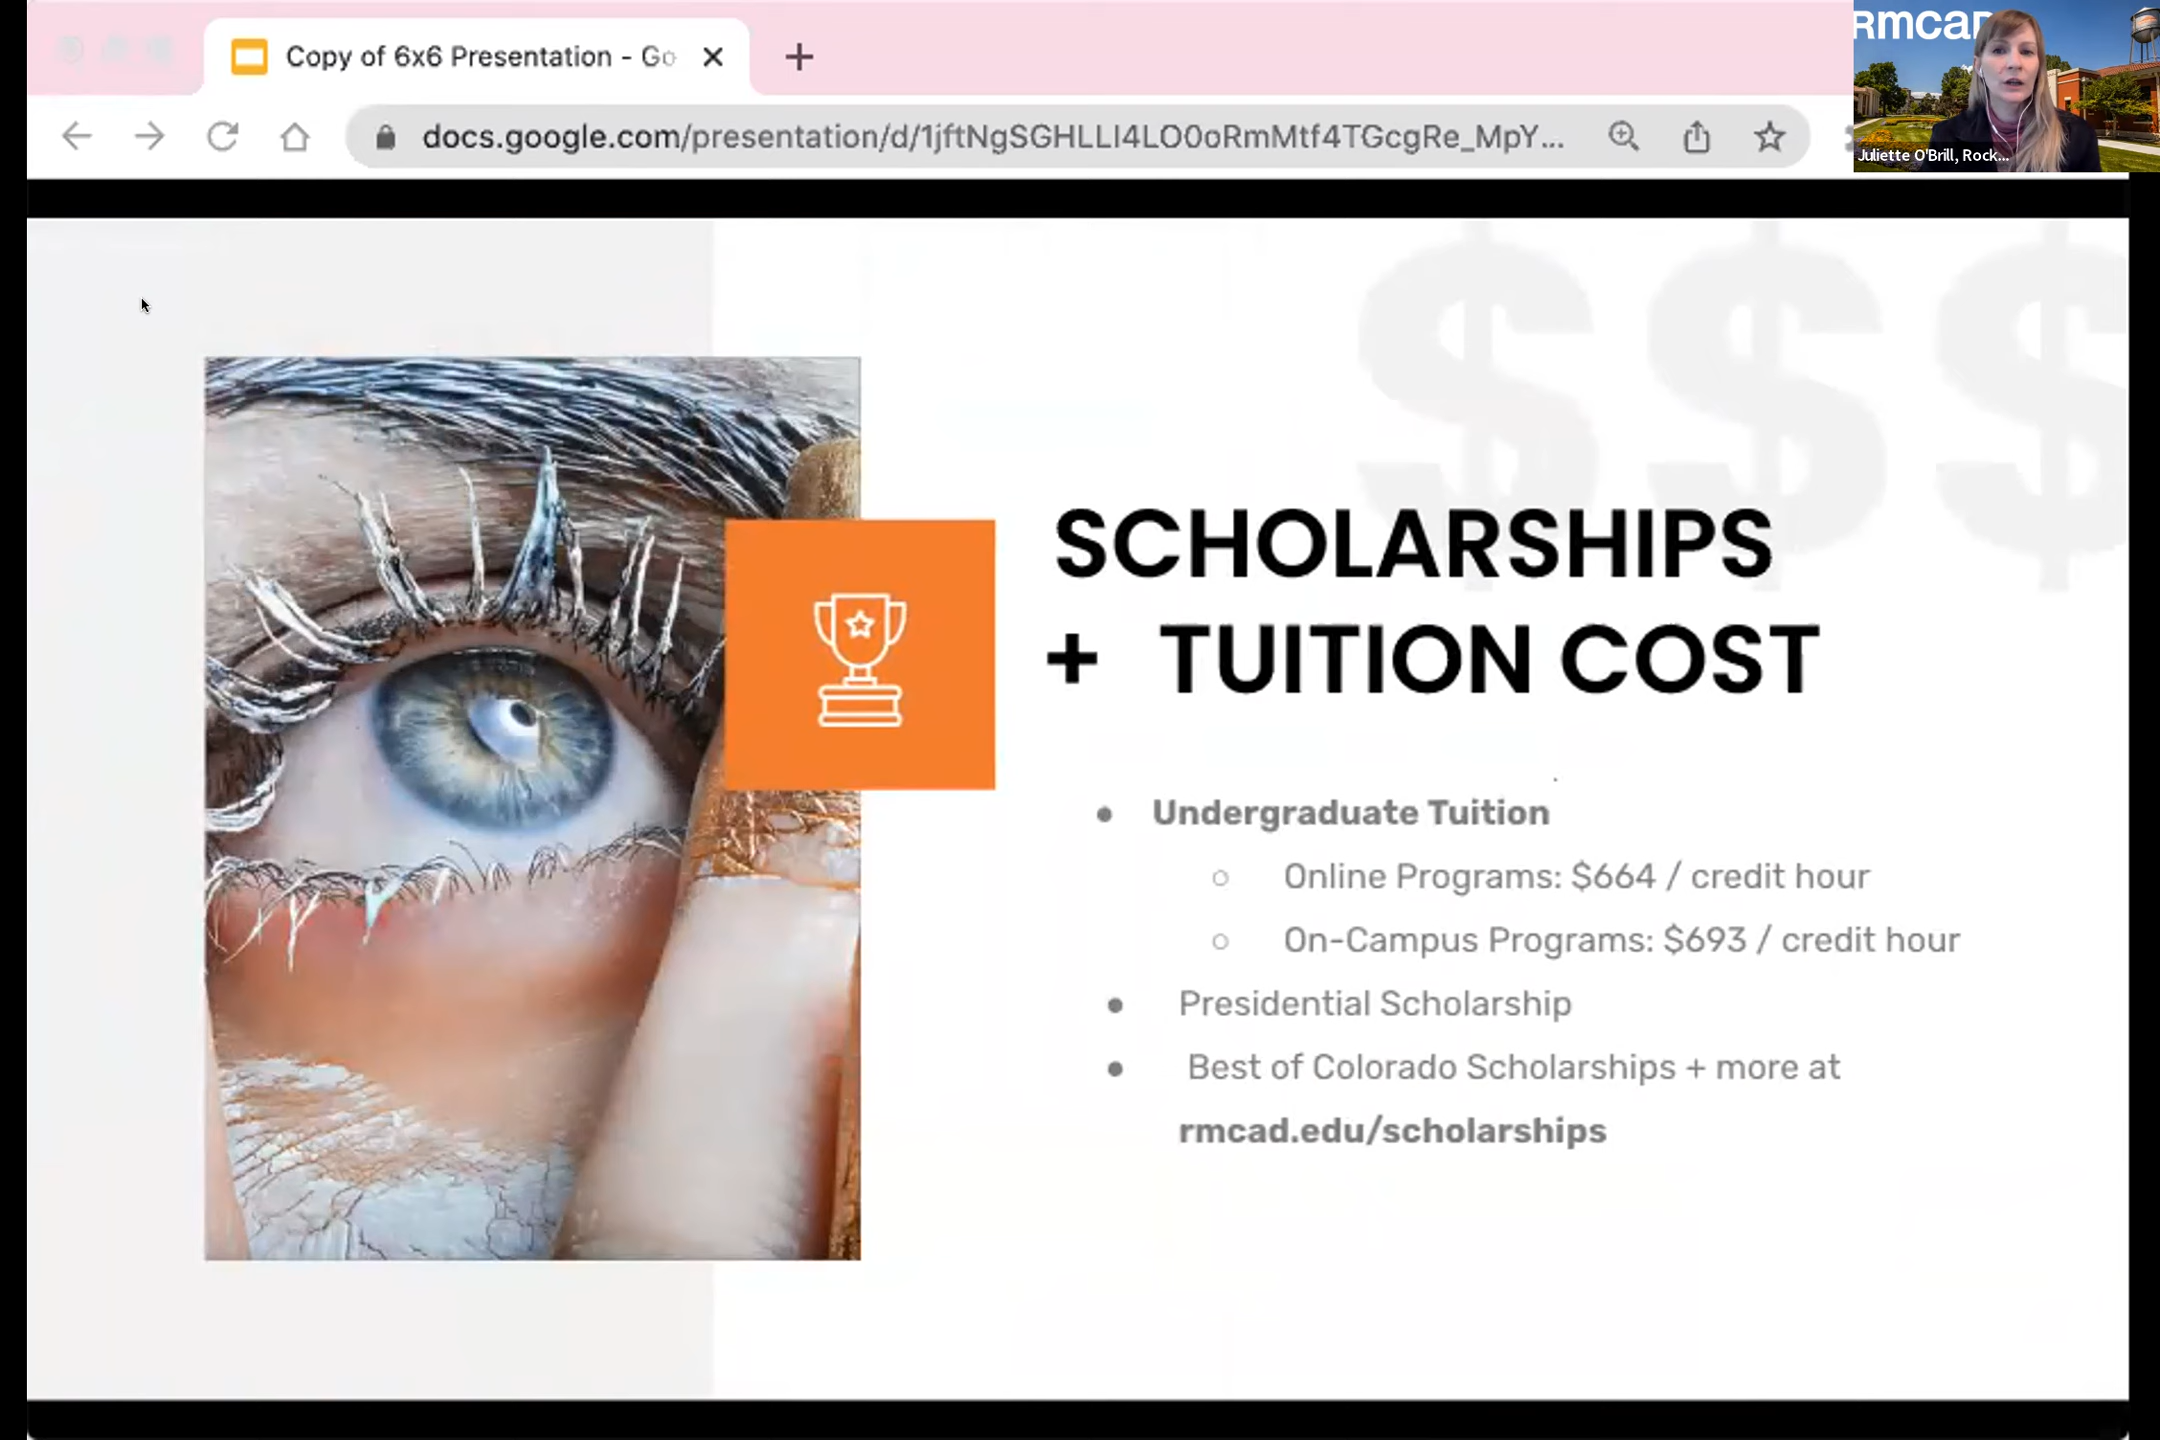 Copy of 6x6 Presentation - Go
docs.google.com/presentation/d/1jftNgSGHLLI4LO0oRmMtf4TGcgRe_MpY...
rmcad
Juliette O'Brill, Rock...
$$$
SCHOLARSHIPS
+ TUITION COST
● Undergraduate Tuition
○ Online Programs: $664 / credit hour
○ On-Campus Programs: $693 / credit hour
● Presidential Scholarship
● Best of Colorado Scholarships + more at
rmcad.edu/scholarships